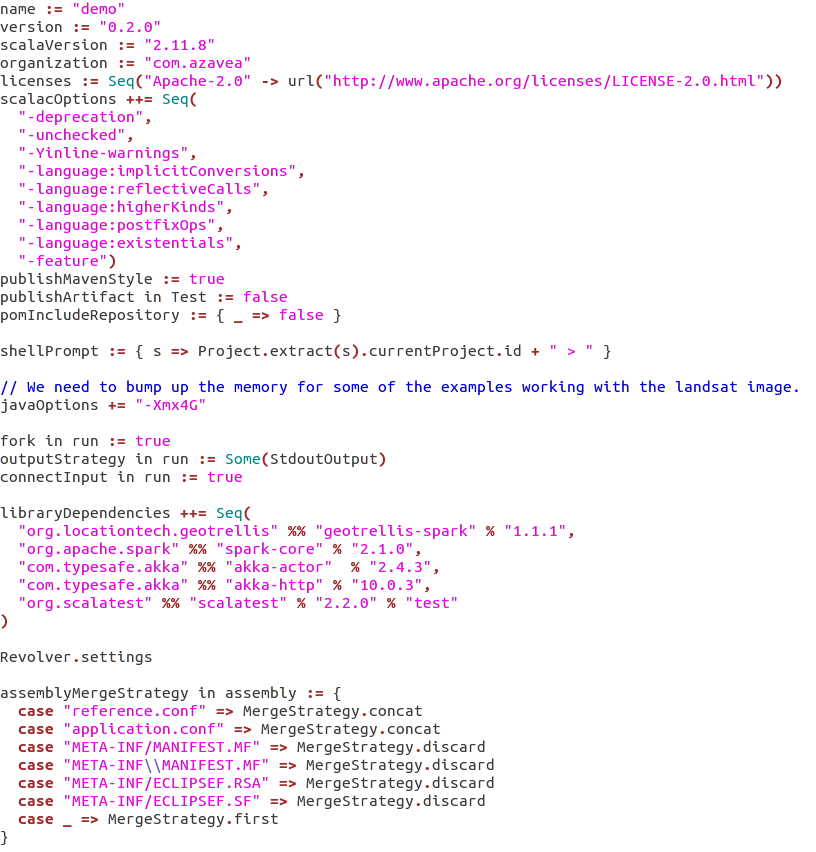 name := "demo"
version := "0.2.0"
scalaVersion := "2.11.8"
organization := "com.azavea"
licenses := Seq("Apache-2.0" -> url("http://www.apache.org/licenses/LICENSE-2.0.html"))
scalacOptions ++= Seq(
  "-deprecation",
  "-unchecked",
  "-Yinline-warnings",
  "-language:implicitConversions",
  "-language:reflectiveCalls",
  "-language:higherKinds",
  "-language:postfixOps",
  "-language:existentials",
  "-feature")
publishMavenStyle := true
publishArtifact in Test := false
pomIncludeRepository := { _ => false }

shellPrompt := { s => Project.extract(s).currentProject.id + " > " }

// We need to bump up the memory for some of the examples working with the landsat image.
javaOptions += "-Xmx4G"

fork in run := true
outputStrategy in run := Some(StdoutOutput)
connectInput in run := true

libraryDependencies ++= Seq(
  "org.locationtech.geotrellis" %% "geotrellis-spark" % "1.1.1",
  "org.apache.spark" %% "spark-core" % "2.1.0",
  "com.typesafe.akka" %% "akka-actor"  % "2.4.3",
  "com.typesafe.akka" %% "akka-http" % "10.0.3",
  "org.scalatest" %% "scalatest" % "2.2.0" % "test"
)

Revolver.settings

assemblyMergeStrategy in assembly := {
  case "reference.conf" => MergeStrategy.concat
  case "application.conf" => MergeStrategy.concat
  case "META-INF/MANIFEST.MF" => MergeStrategy.discard
  case "META-INF\\MANIFEST.MF" => MergeStrategy.discard
  case "META-INF/ECLIPSEF.RSA" => MergeStrategy.discard
  case "META-INF/ECLIPSEF.SF" => MergeStrategy.discard
  case _ => MergeStrategy.first
}